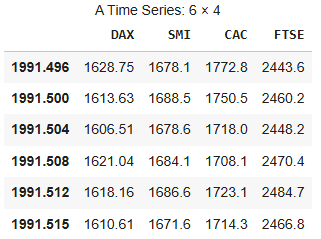 A Time Series: 6 × 4
DAX SMI CAC FTSE
1991.496 1628.75 1678.1 1772.8 2443.6
1991.500 1613.63 1688.5 1750.5 2460.2
1991.504 1606.51 1678.6 1718.0 2448.2
1991.508 1621.04 1684.1 1708.1 2470.4
1991.512 1618.16 1686.6 1723.1 2484.7
1991.515 1610.61 1671.6 1714.3 2466.8